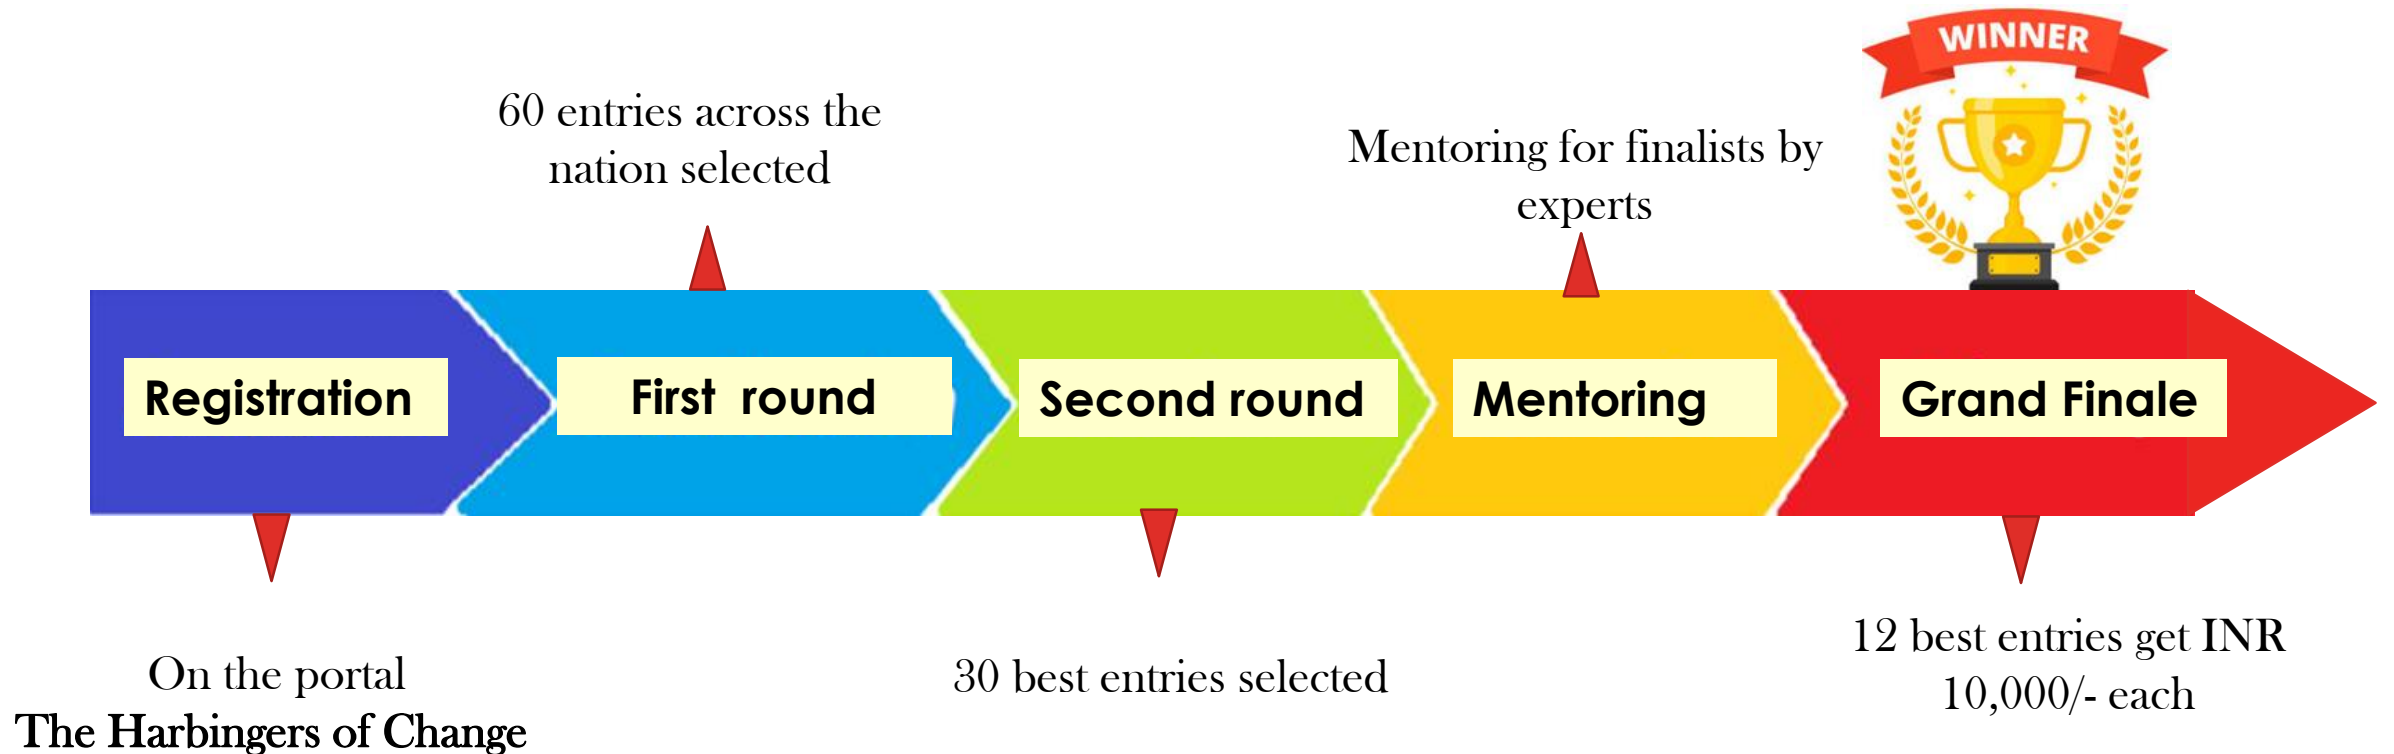 WINNER
60 entries across the
nation selected
Mentoring for finalists by
experts
Registration
First round
Second round
Mentoring
Grand Finale
On the portal
The Harbingers of Change
30 best entries selected
12 best entries get INR
10,000/- each